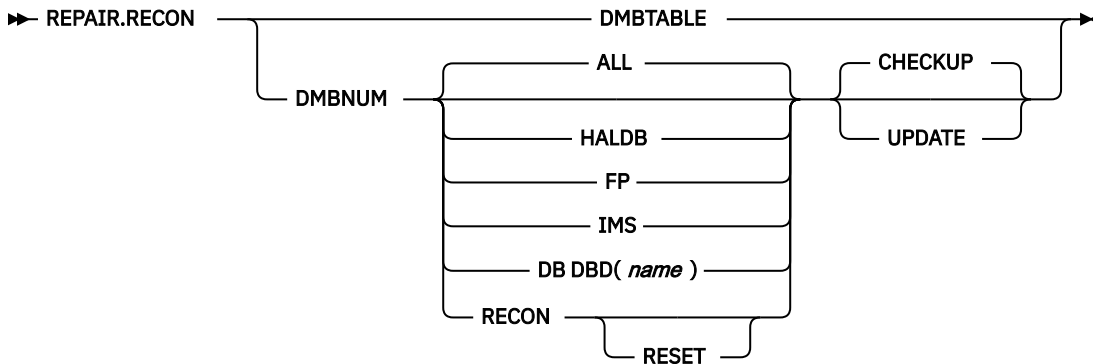 REPAIR.RECON DMBTABLE
ALL CHECKUP
DMBNUM
HALDB UPDATE
FP
IMS
DB DBD( name )
RECON
RESET